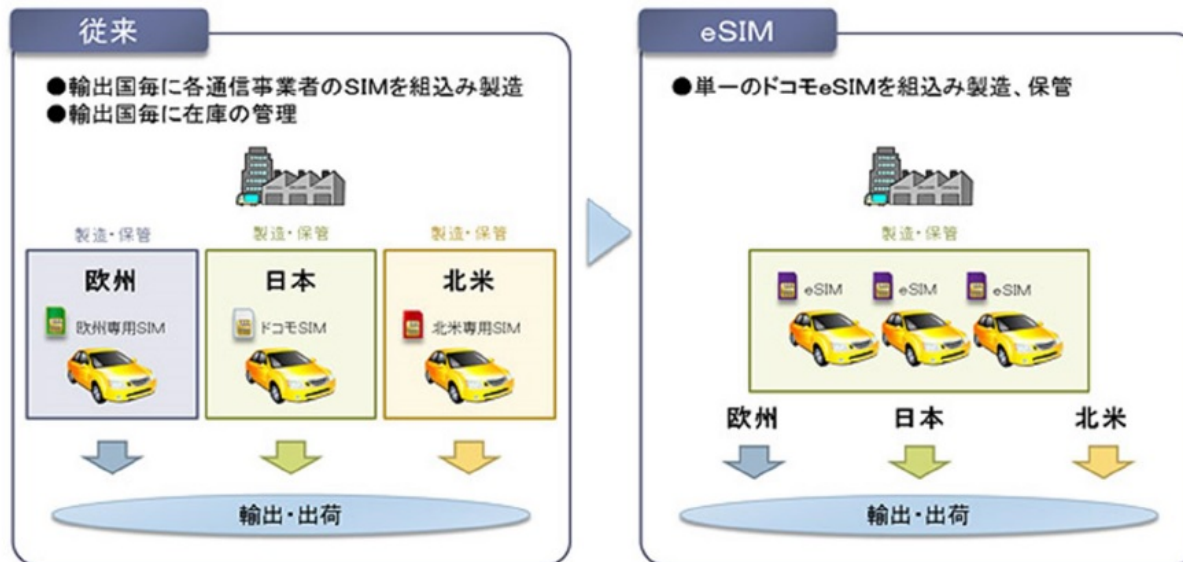 従来
●輸出国毎に各通信事業者のSIMを組込み製造
●輸出国毎に在庫の管理
製造・保管
製造・保管
製造・保管
欧州
日本
北米
欧州専用SIM
ドコモSIM
北米専用SIM
輸出・出荷
eSIM
●単一のドコモeSIMを組込み製造、保管
製造・保管
eSIM
eSIM
eSIM
欧州
日本
北米
輸出・出荷